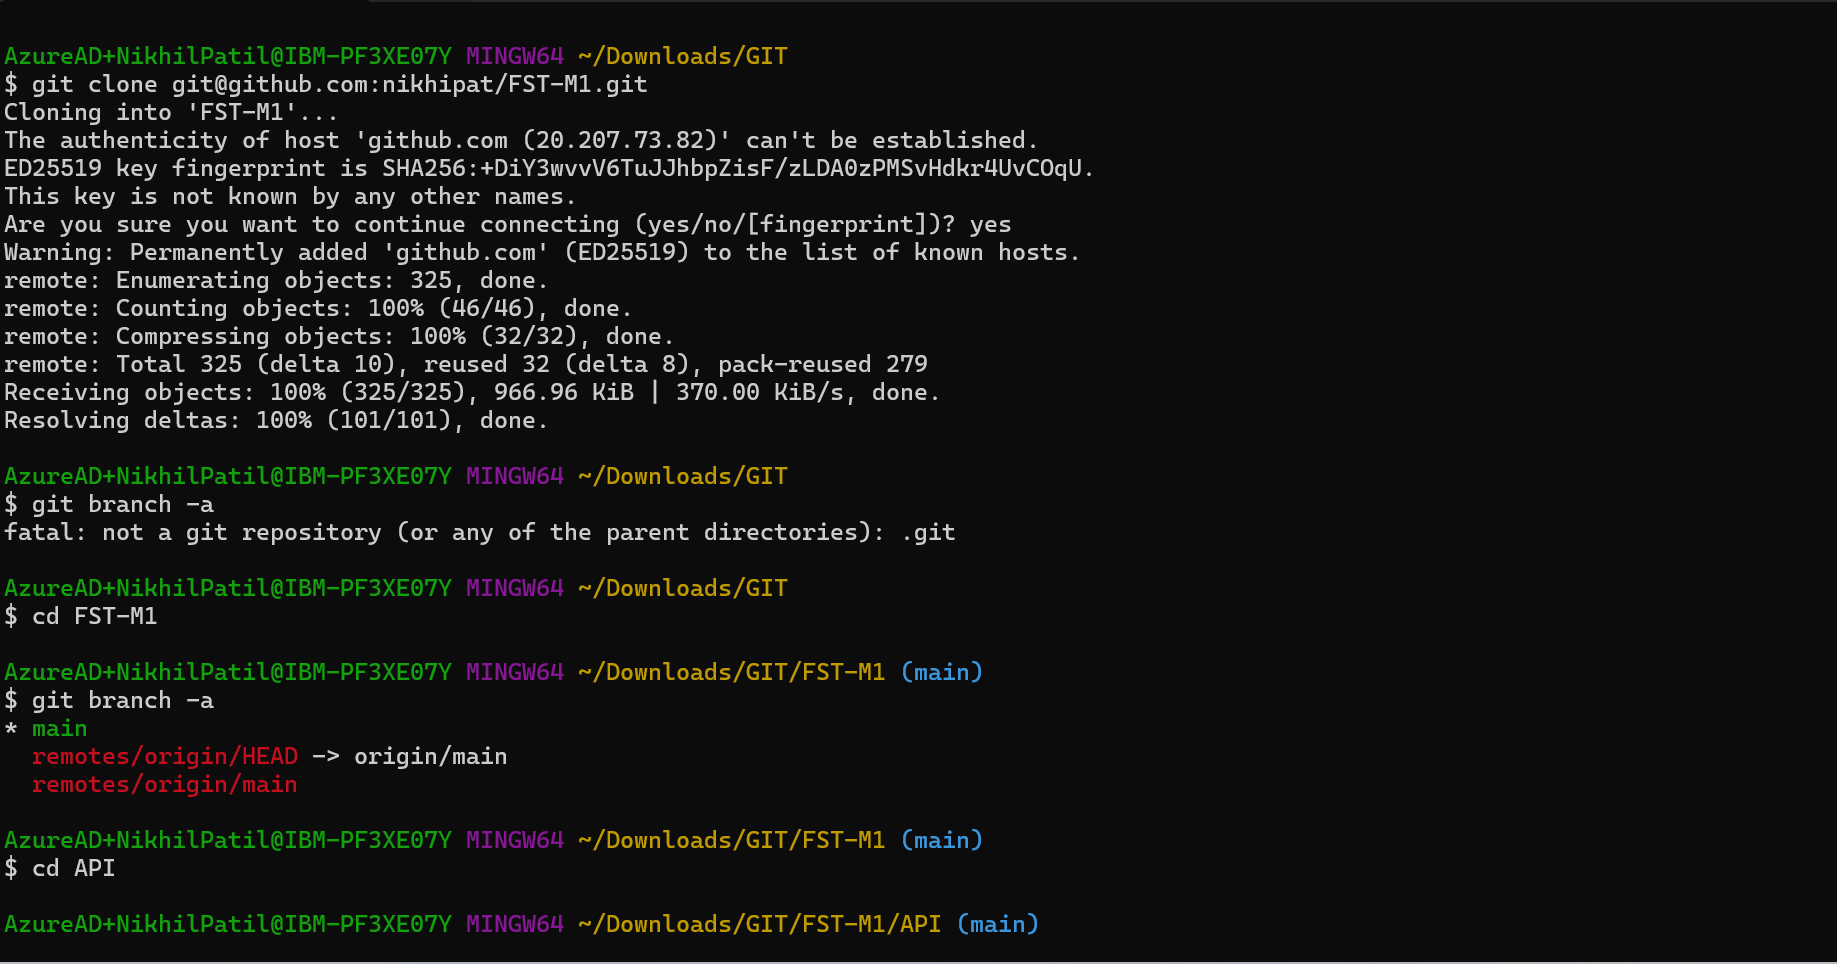 AzureAD+NikhilPatil@IBM-PF3XE07Y MINGW64 ~/Downloads/GIT
$ git clone git@github.com:nikhipat/FST-M1.git
Cloning into 'FST-M1'...
The authenticity of host 'github.com (20.207.73.82)' can't be established.
ED25519 key fingerprint is SHA256:+DiY3wvvV6TuJJhbpZisF/zLDA0zPMSvHdkr4UvCOqU.
This key is not known by any other names.
Are you sure you want to continue connecting (yes/no/[fingerprint])? yes
Warning: Permanently added 'github.com' (ED25519) to the list of known hosts.
remote: Enumerating objects: 325, done.
remote: Counting objects: 100% (46/46), done.
remote: Compressing objects: 100% (32/32), done.
remote: Total 325 (delta 10), reused 32 (delta 8), pack-reused 279
Receiving objects: 100% (325/325), 966.96 KiB | 370.00 KiB/s, done.
Resolving deltas: 100% (101/101), done.
AzureAD+NikhilPatil@IBM-PF3XE07Y MINGW64 ~/Downloads/GIT
$ git branch -a
fatal: not a git repository (or any of the parent directories): .git
AzureAD+NikhilPatil@IBM-PF3XE07Y MINGW64 ~/Downloads/GIT
$ cd FST-M1
AzureAD+NikhilPatil@IBM-PF3XE07Y MINGW64 ~/Downloads/GIT/FST-M1 (main)
$ git branch -a
* main
remotes/origin/HEAD -> origin/main
remotes/origin/main
AzureAD+NikhilPatil@IBM-PF3XE07Y MINGW64 ~/Downloads/GIT/FST-M1 (main)
$ cd API
AzureAD+NikhilPatil@IBM-PF3XE07Y MINGW64 ~/Downloads/GIT/FST-M1/API (main)